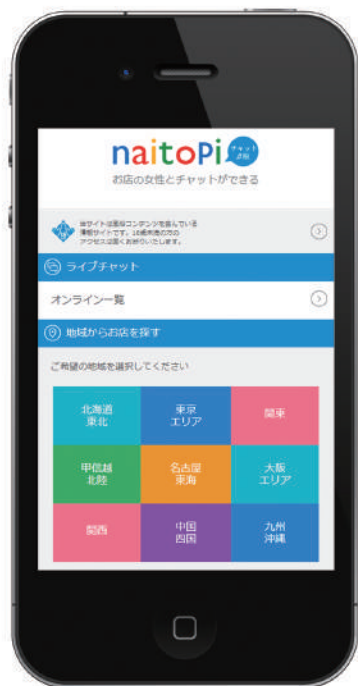 naitoPi
チャット
お店の女性とチャットができる
当サイトは風俗コンテンツを含んでいる
情報サイトです。18歳未満の方の
アクセスは固くお断りいたします。
ライブチャット
オンライン一覧
地域からお店を探す
ご希望の地域を選択してください
北海道
東北
東京
エリア
関東
甲信越
北陸
名古屋
東海
大阪
エリア
関西
中国
四国
九州
沖縄